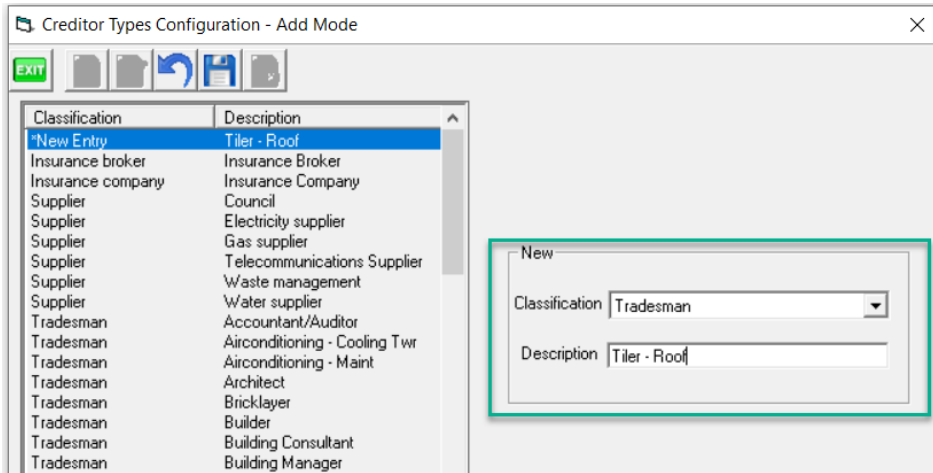 Creditor Types Configuration - Add Mode
EXIT
Classification Description
*New Entry Tiler - Roof
Insurance broker Insurance Broker
Insurance company Insurance Company
Supplier Council
Supplier Electricity supplier
Supplier Gas supplier
Supplier Telecommunications Supplier
Supplier Waste management
Supplier Water supplier
Tradesman Accountant/Auditor
Tradesman Airconditioning - Cooling Twr
Tradesman Airconditioning - Maint
Tradesman Architect
Tradesman Bricklayer
Tradesman Builder
Tradesman Building Consultant
Tradesman Building Manager
New
Classification Tradesman
Description Tiler - Roof